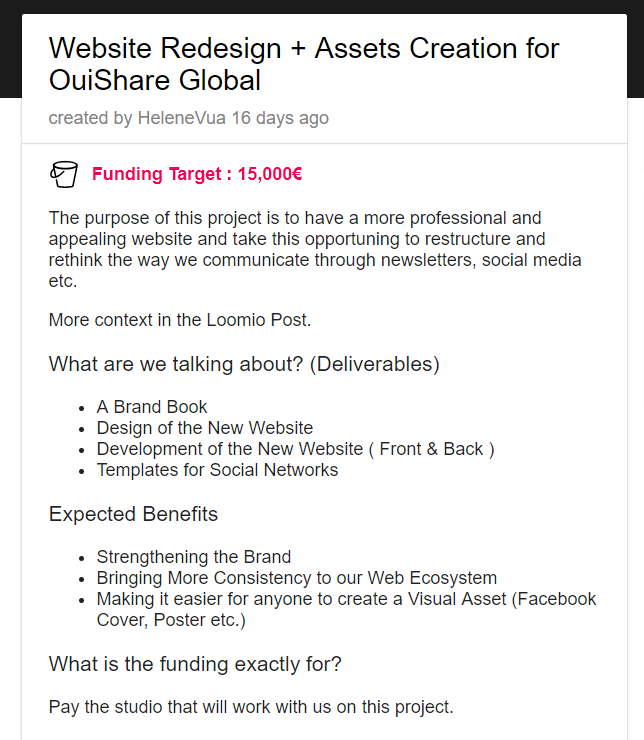 Website Redesign + Assets Creation for
OuiShare Global
created by HeleneVua 16 days ago
Funding Target : 15,000€
The purpose of this project is to have a more professional and
appealing website and take this opportuning to restructure and
rethink the way we communicate through newsletters, social media
etc.
More context in the Loomio Post.
What are we talking about? (Deliverables)
• A Brand Book
• Design of the New Website
• Development of the New Website ( Front & Back )
• Templates for Social Networks
Expected Benefits
• Strengthening the Brand
• Bringing More Consistency to our Web Ecosystem
• Making it easier for anyone to create a Visual Asset (Facebook
Cover, Poster etc.)
What is the funding exactly for?
Pay the studio that will work with us on this project.